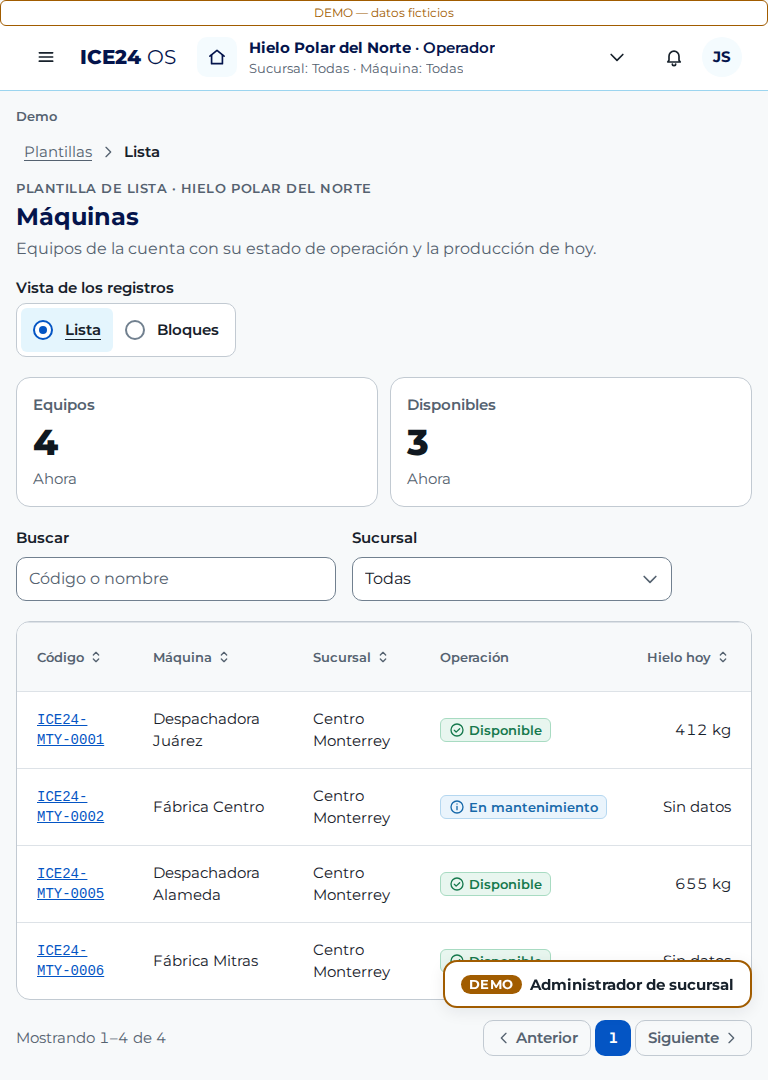 DEMO — datos ficticios
ICE24 OS
Hielo Polar del Norte · Operador
Sucursal: Todas · Máquina: Todas
JS
Demo
Plantillas > Lista
PLANTILLA DE LISTA · HIELO POLAR DEL NORTE
Máquinas
Equipos de la cuenta con su estado de operación y la producción de hoy.
Vista de los registros
Lista Bloques
Equipos
4
Ahora
Disponibles
3
Ahora
Buscar
Código o nombre
Sucursal
Todas
Código Máquina Sucursal Operación Hielo hoy
ICE24-
MTY-0001
Despachadora
Juárez
Centro
Monterrey
Disponible
412 kg
ICE24-
MTY-0002
Fábrica Centro
Centro
Monterrey
En mantenimiento
Sin datos
ICE24-
MTY-0005
Despachadora
Alameda
Centro
Monterrey
Disponible
655 kg
ICE24-
MTY-0006
Fábrica Mitras
Centro
Monterrey
Disponible
Sin datos
DEMO Administrador de sucursal
Mostrando 1–4 de 4
Anterior
1
Siguiente